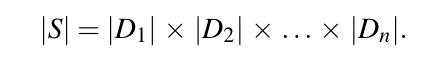 |S| = |D₁| × |D₂| × … × |Dₙ|.